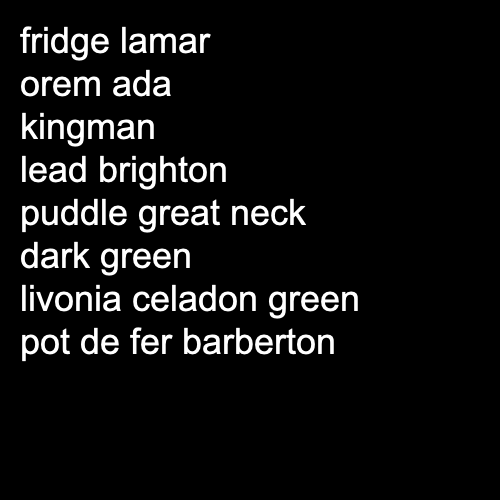 fridge lamar
orem ada
kingman
lead brighton
puddle great neck
dark green
livonia celadon green
pot de fer barberton